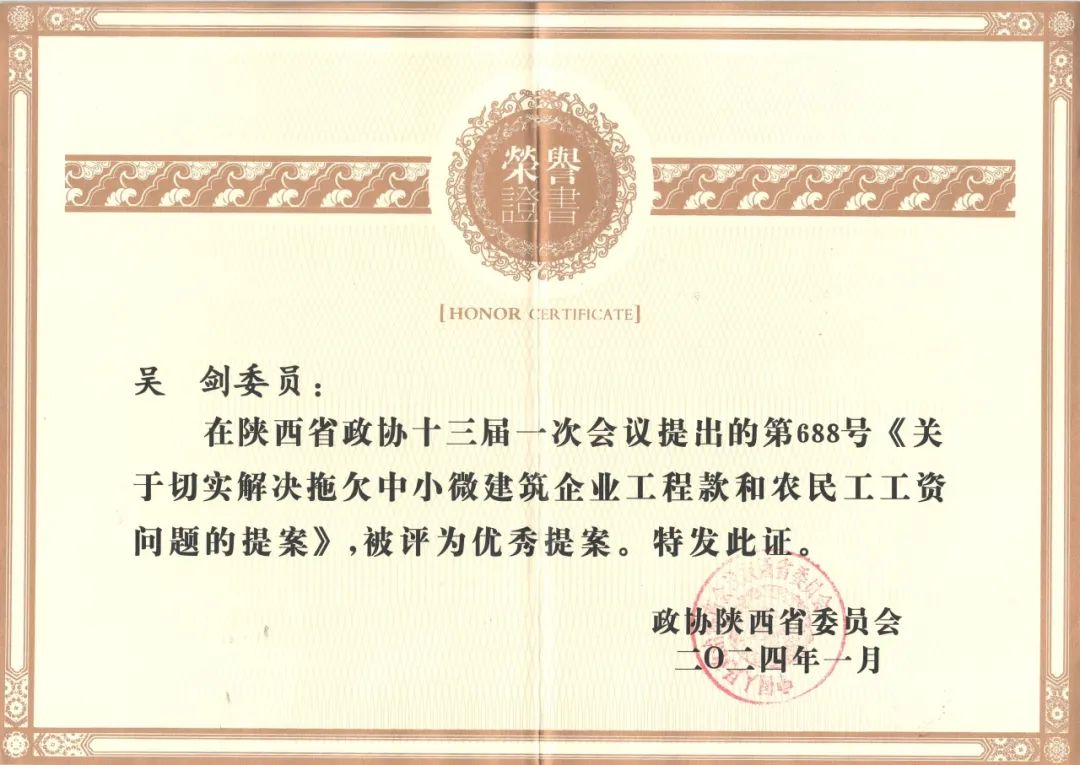 榮譽
證書
[HONOR CERTIFICATE]
吴 剑委员：
在陕西省政协十三届一次会议提出的第688号《关
于切实解决拖欠中小微建筑企业工程款和农民工工资
问题的提案》,被评为优秀提案。特发此证。
政协陕西省委员会
二〇二四年一月